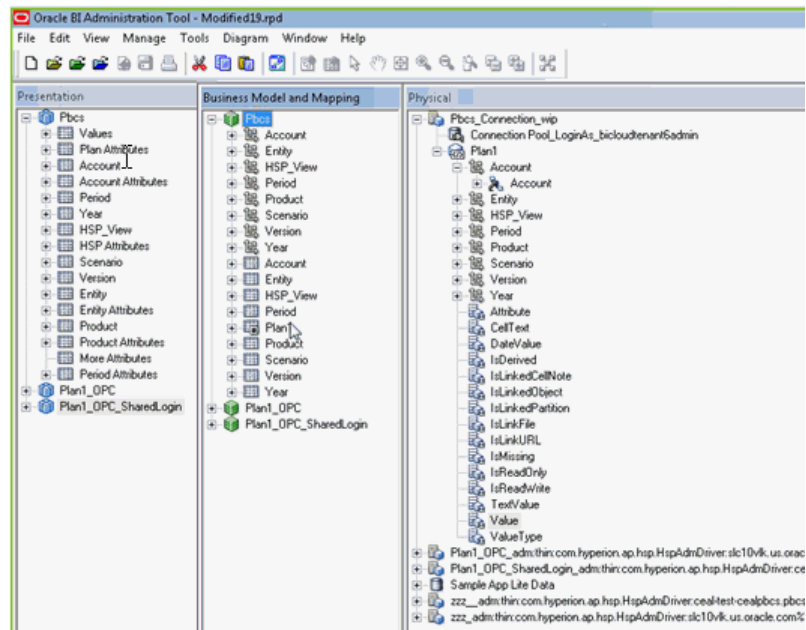 Oracle BI Administration Tool - Modified19.rpd
File Edit View Manage Tools Diagram Window Help
Presentation
Pbcs
Values
Plan Attributes
Account
Account Attributes
Period
Year
HSP_View
HSP Attributes
Scenario
Version
Entity
Entity Attributes
Product
Product Attributes
More Attributes
Period Attributes
Plan1_OPC
Plan1_OPC_SharedLogin
Business Model and Mapping
Pbcs
Account
Entity
HSP_View
Period
Product
Scenario
Version
Year
Account
Entity
HSP_View
Period
Plan1
Product
Scenario
Version
Year
Plan1_OPC
Plan1_OPC_SharedLogin
Physical
Pbcs_Connection_wip
Connection Pool_LoginAs_bicloudtenant6admin
Plan1
Account
Account
Entity
HSP_View
Period
Product
Scenario
Version
Year
Attribute
CellText
DateValue
IsDerived
IsLinkedCellNote
IsLinkedObject
IsLinkedPartition
IsLinkFile
IsLinkURL
IsMissing
IsReadOnly
IsReadWrite
TextValue
Value
ValueType
Plan1_OPC_adm:thin:com.hyperion.ap.hsp.HspAdmDriver:slc10vlk.us.orac
Plan1_OPC_SharedLogin_adm:thin:com.hyperion.ap.hsp.HspAdmDriver:ce
Sample App Lite Data
zzz__adm:thin:com.hyperion.ap.hsp.HspAdmDriver:ceal-test-cealpbcs.pbcs
zzz_adm:thin:com.hyperion.ap.hsp.HspAdmDriver:slc10vlk.us.oracle.com%